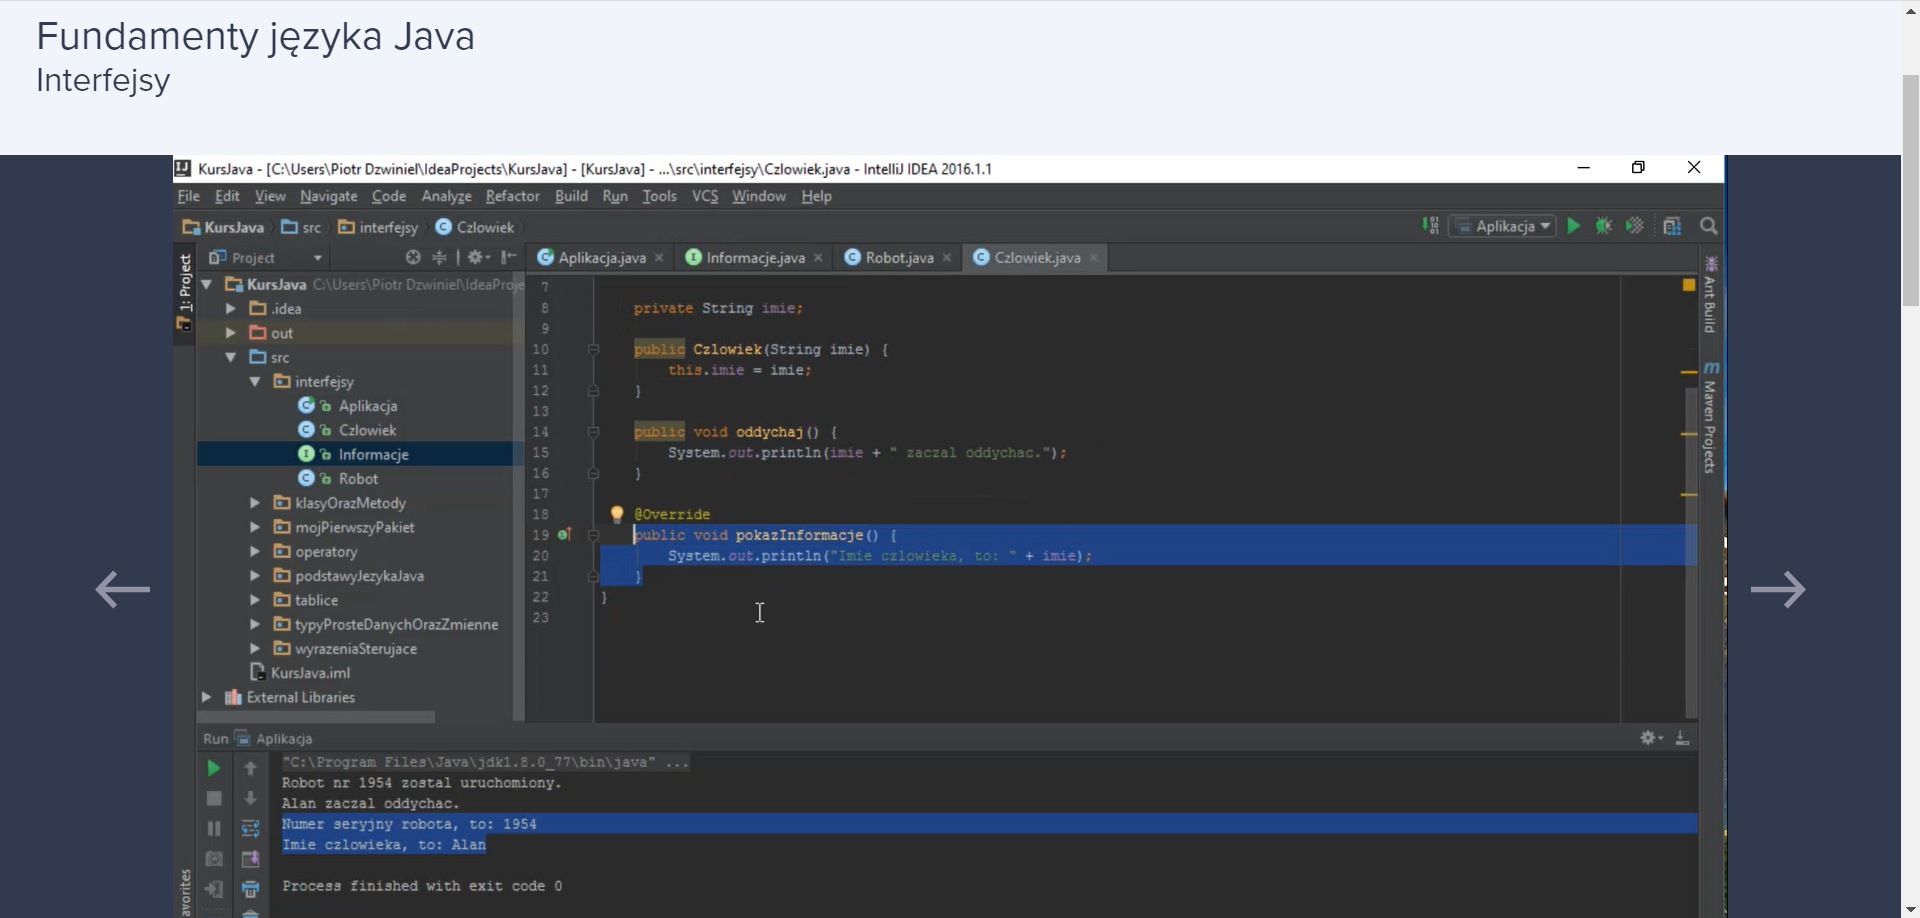 Fundamenty języka Java
Interfejsy
KursJava - [C:\Users\Piotr Dzwiniel\IdeaProjects\KursJava] - [KursJava] - ...\src\interfejsy\Czlowiek.java - IntelliJ IDEA 2016.1.1
File Edit View Navigate Code Analyze Refactor Build Run Tools VCS Window Help
KursJava src interfejsy Czlowiek
Aplikacja
1: Project
Project
Aplikacja.java Informacje.java Robot.java Czlowiek.java
KursJava C:\Users\Piotr Dzwiniel\IdeaProje
.idea
out
src
interfejsy
Aplikacja
Czlowiek
Informacje
Robot
klasyOrazMetody
mojPierwszyPakiet
operatory
podstawyJezykaJava
tablice
typyProsteDanychOrazZmienne
wyrazeniaSterujace
KursJava.iml
External Libraries
7
8 private String imie;
9
10 public Czlowiek(String imie) {
11 this.imie = imie;
12 }
13
14 public void oddychaj() {
15 System.out.println(imie + " zaczal oddychac.");
16 }
17
18 @Override
19 public void pokazInformacje() {
20 System.out.println("Imie czlowieka, to: " + imie);
21 }
22 }
23
Ant Build
Maven Projects
Run Aplikacja
"C:\Program Files\Java\jdk1.8.0_77\bin\java" ...
Robot nr 1954 zostal uruchomiony.
Alan zaczal oddychac.
Numer seryjny robota, to: 1954
Imie czlowieka, to: Alan
Process finished with exit code 0
avorites